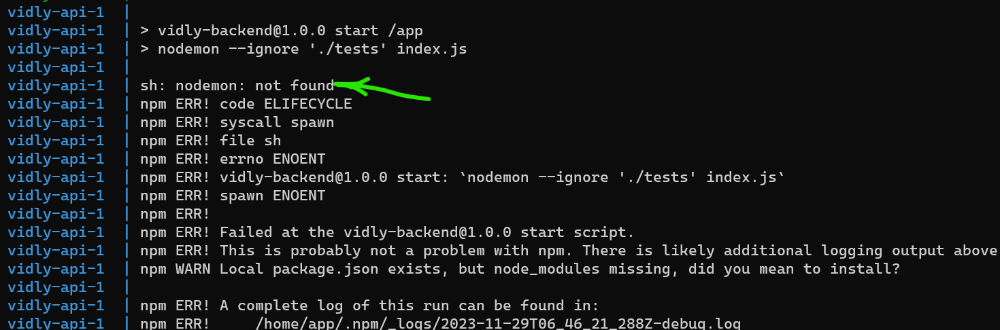 vidly-api-1 |
vidly-api-1 | > vidly-backend@1.0.0 start /app
vidly-api-1 | > nodemon --ignore './tests' index.js
vidly-api-1 |
vidly-api-1 | sh: nodemon: not found
vidly-api-1 | npm ERR! code ELIFECYCLE
vidly-api-1 | npm ERR! syscall spawn
vidly-api-1 | npm ERR! file sh
vidly-api-1 | npm ERR! errno ENOENT
vidly-api-1 | npm ERR! vidly-backend@1.0.0 start: `nodemon --ignore './tests' index.js`
vidly-api-1 | npm ERR! spawn ENOENT
vidly-api-1 | npm ERR!
vidly-api-1 | npm ERR! Failed at the vidly-backend@1.0.0 start script.
vidly-api-1 | npm ERR! This is probably not a problem with npm. There is likely additional logging output above
vidly-api-1 | npm WARN Local package.json exists, but node_modules missing, did you mean to install?
vidly-api-1 |
vidly-api-1 | npm ERR! A complete log of this run can be found in:
vidly-api-1 | npm ERR!     /home/app/.npm/_logs/2023-11-29T06_46_21_288Z-debug.log